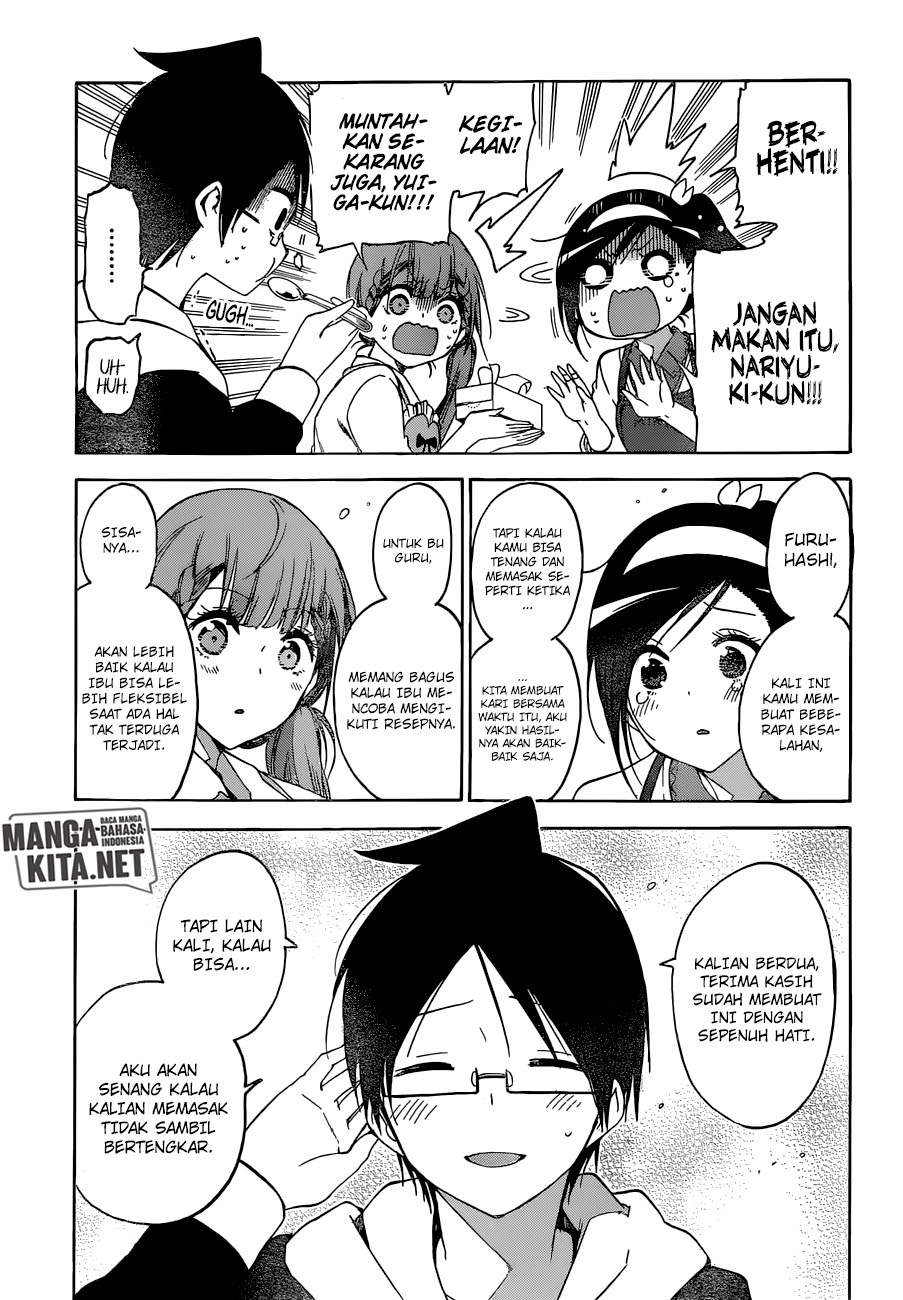 BER-
HENTI!!
JANGAN
MAKAN ITU,
NARIYU-
KI-KUN!!!
KEGI-
LAAN!
MUNTAH-
KAN SE-
KARANG
JUGA, YUI-
GA-KUN!!!
GUGH...
........
UH-
HUH.
FURU-
HASHI,
KALI INI
KAMU MEM-
BUAT BEBE-
RAPA KESA-
LAHAN,
TAPI KALAU
KAMU BISA
TENANG DAN
MEMASAK SE-
PERTI KETIKA
...
...
KITA MEMBUAT
KARI BERSAMA
WAKTU ITU, AKU
YAKIN HASIL-
NYA AKAN BAIK-
BAIK SAJA.
UNTUK BU
GURU,
MEMANG BAGUS
KALAU IBU MEN-
COBA MENGI-
KUTI RESEPNYA.
SISA-
NYA...
AKAN LEBIH
BAIK KALAU
IBU BISA LE-
BIH FLEKSIBEL
SAAT ADA HAL
TAK TERDUGA
TERJADI.
KALIAN BERDUA,
TERIMA KASIH
SUDAH MEMBUAT
INI DENGAN
SEPENUH HATI.
TAPI LAIN
KALI, KALAU
BISA...
AKU AKAN
SENANG KALAU
KALIAN MEMASAK
TIDAK SAMBIL
BERTENGKAR.
MANGA
KITA.NET
BACA MANGA
BAHASA
INDONESIA